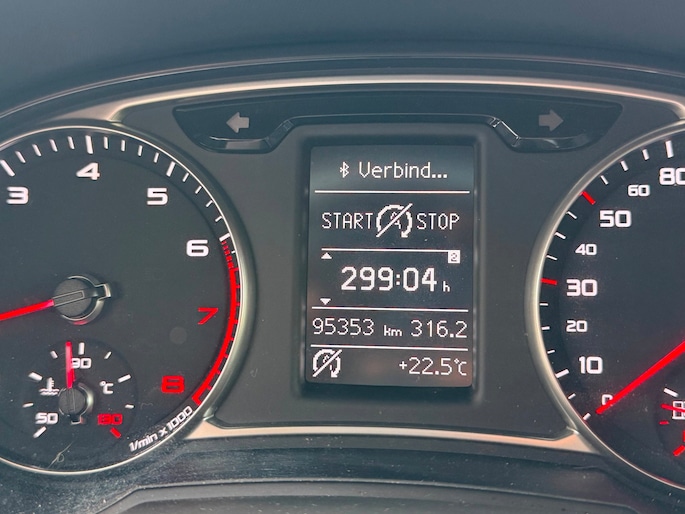 Verbind...
START STOP
2
299:04 h
95353 km 316.2
+22.5°C
3 4 5 6 7 8
1/min x 1000
50 90 130
°C
0 10 20 30 40 50 60 80